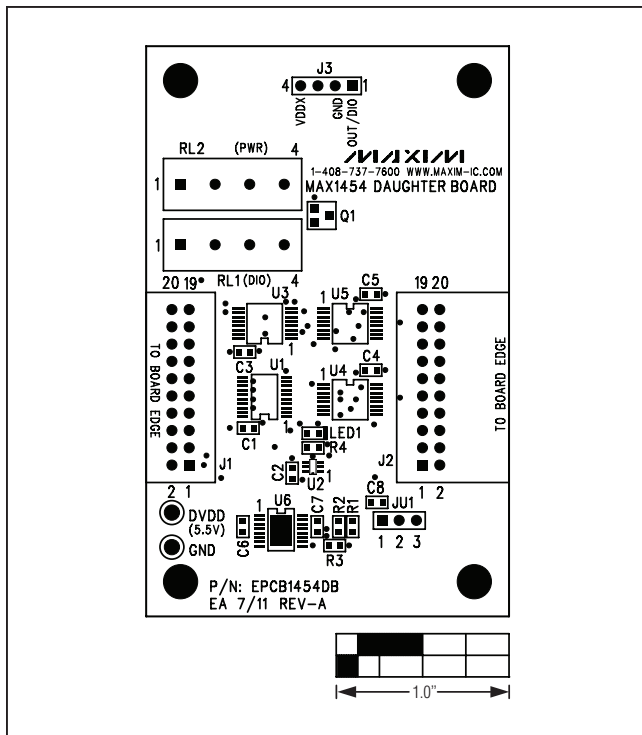 J3
4 1
VDDX
GND
OUT/DIO
RL2 (PWR) 4
1
MAXIM
1-408-737-7600 WWW.MAXIM-IC.COM
MAX1454 DAUGHTER BOARD
Q1
1
RL1 (DIO) 4
20 19
U3
1
C3
U5
1
C5
19 20
TO BOARD EDGE
U1
1
C1
U4
1
C4
TO BOARD EDGE
LED1
R4
J1
C2
U2
1
J2
2 1
C8
1 2
DVDD
(5.5V)
GND
C6
U6
1
C7
R2
R1
R3
JU1
1 2 3
P/N: EPCB1454DB
EA 7/11 REV-A
1.0”